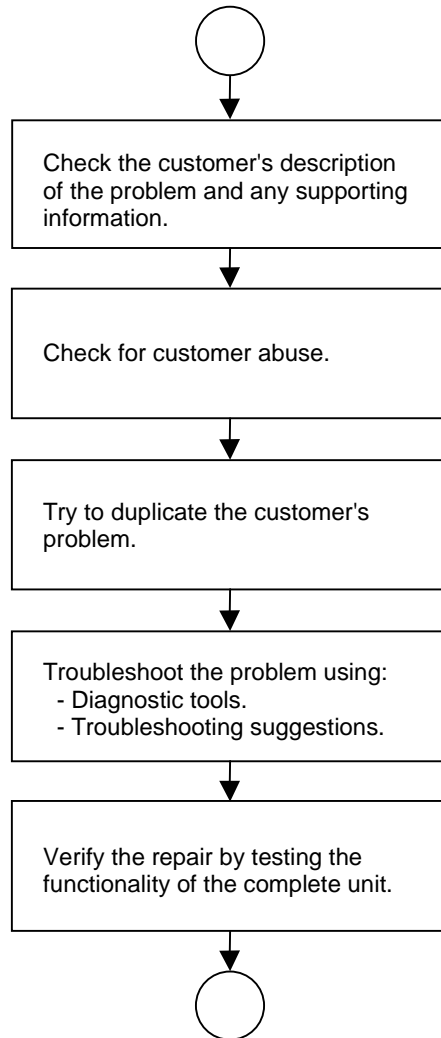 Check the customer's description
of the problem and any supporting
information.
Check for customer abuse.
Try to duplicate the customer's
problem.
Troubleshoot the problem using:
- Diagnostic tools.
- Troubleshooting suggestions.
Verify the repair by testing the
functionality of the complete unit.